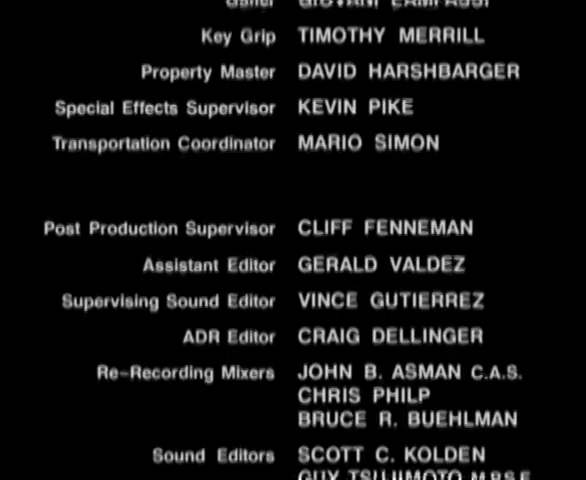 Key Grip TIMOTHY MERRILL
Property Master DAVID HARSHBARGER
Special Effects Supervisor KEVIN PIKE
Transportation Coordinator MARIO SIMON
Post Production Supervisor CLIFF FENNEMAN
Assistant Editor GERALD VALDEZ
Supervising Sound Editor VINCE GUTIERREZ
ADR Editor CRAIG DELLINGER
Re-Recording Mixers JOHN B. ASMAN C.A.S.
CHRIS PHILP
BRUCE R. BUEHLMAN
Sound Editors SCOTT C. KOLDEN
GUY TSUJIMOTO M.P.S.E.